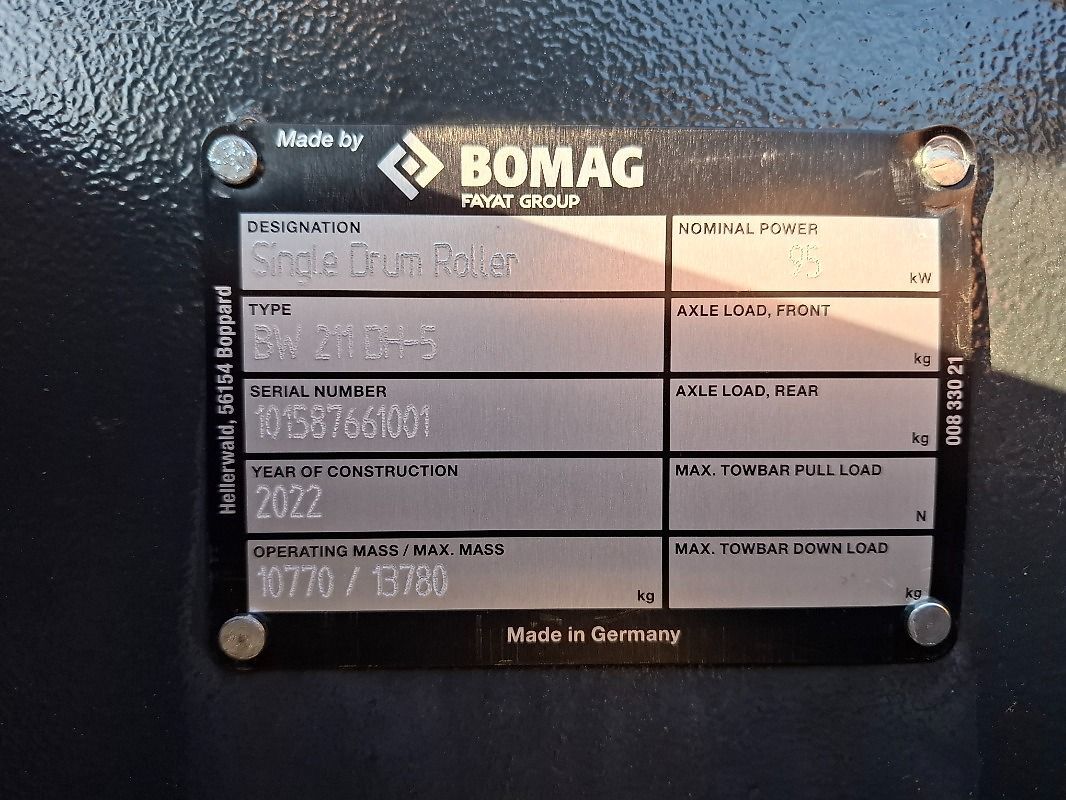 Made by
BOMAG
FAYAT GROUP
DESIGNATION
Single Drum Roller
NOMINAL POWER
95
kW
TYPE
BW 211 DH-5
AXLE LOAD, FRONT
kg
SERIAL NUMBER
101587661001
AXLE LOAD, REAR
kg
YEAR OF CONSTRUCTION
2022
MAX. TOWBAR PULL LOAD
N
OPERATING MASS / MAX. MASS
10770 / 13780
kg
MAX. TOWBAR DOWN LOAD
kg
Made in Germany
Hellerwald, 56154 Boppard
008 330 21